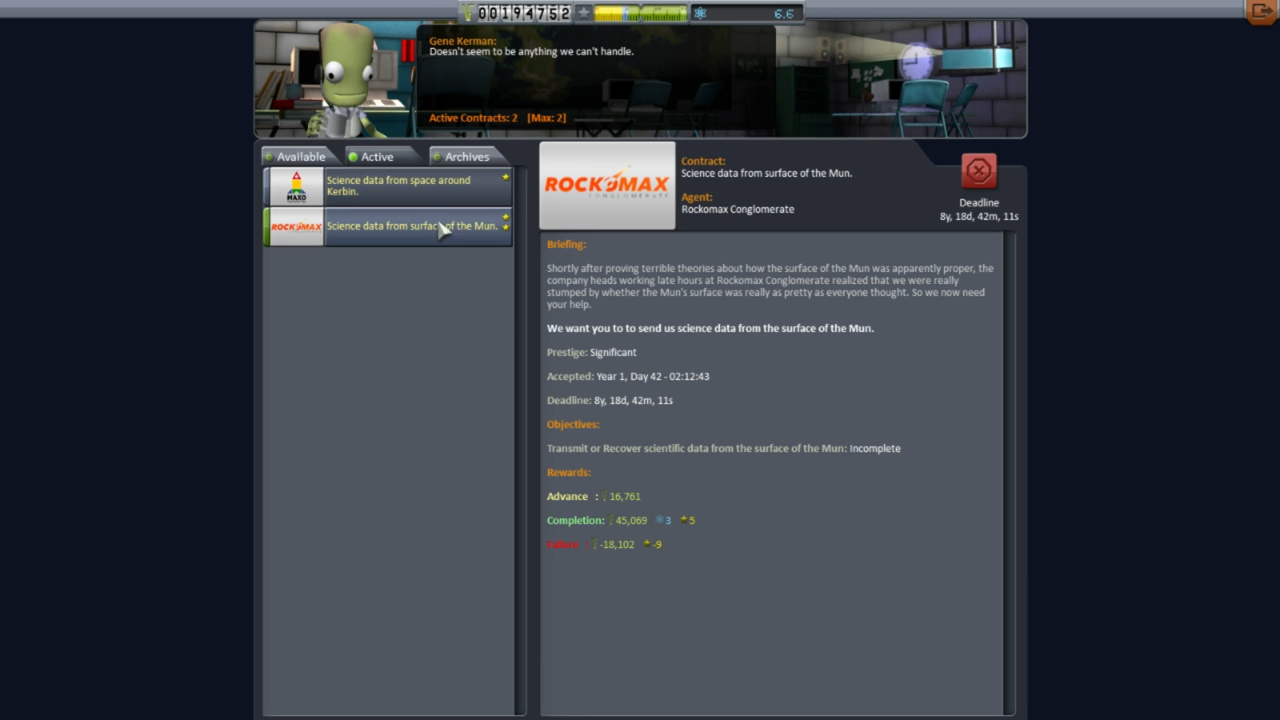 00194752
6.6
Gene Kerman:
Doesn't seem to be anything we can't handle.
Active Contracts: 2 [Max: 2]
Available
Active
Archives
MAXO
Science data from space around
Kerbin.
ROCKOMAX
Science data from surface of the Mun.
ROCKOMAX
CONGLOMERATE
Contract:
Science data from surface of the Mun.
Agent:
Rockomax Conglomerate
Deadline
8y, 18d, 42m, 11s
Briefing:
Shortly after proving terrible theories about how the surface of the Mun was apparently proper, the
company heads working late hours at Rockomax Conglomerate realized that we were really
stumped by whether the Mun's surface was really as pretty as everyone thought. So we now need
your help.
We want you to to send us science data from the surface of the Mun.
Prestige: Significant
Accepted: Year 1, Day 42 - 02:12:43
Deadline: 8y, 18d, 42m, 11s
Objectives:
Transmit or Recover scientific data from the surface of the Mun: Incomplete
Rewards:
Advance : 16,761
Completion: 45,069 3 5
Failure : -18,102 -9